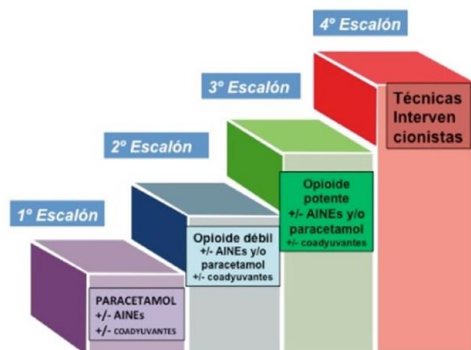 1º Escalón
PARACETAMOL
+/- AINEs
+/- COADYUVANTES
2º Escalón
Opioide débil
+/- AINEs y/o
paracetamol
+/- coadyuvantes
3º Escalón
Opioide
potente
+/- AINEs y/o
paracetamol
+/- coadyuvantes
4º Escalón
Técnicas
Interven
cionistas